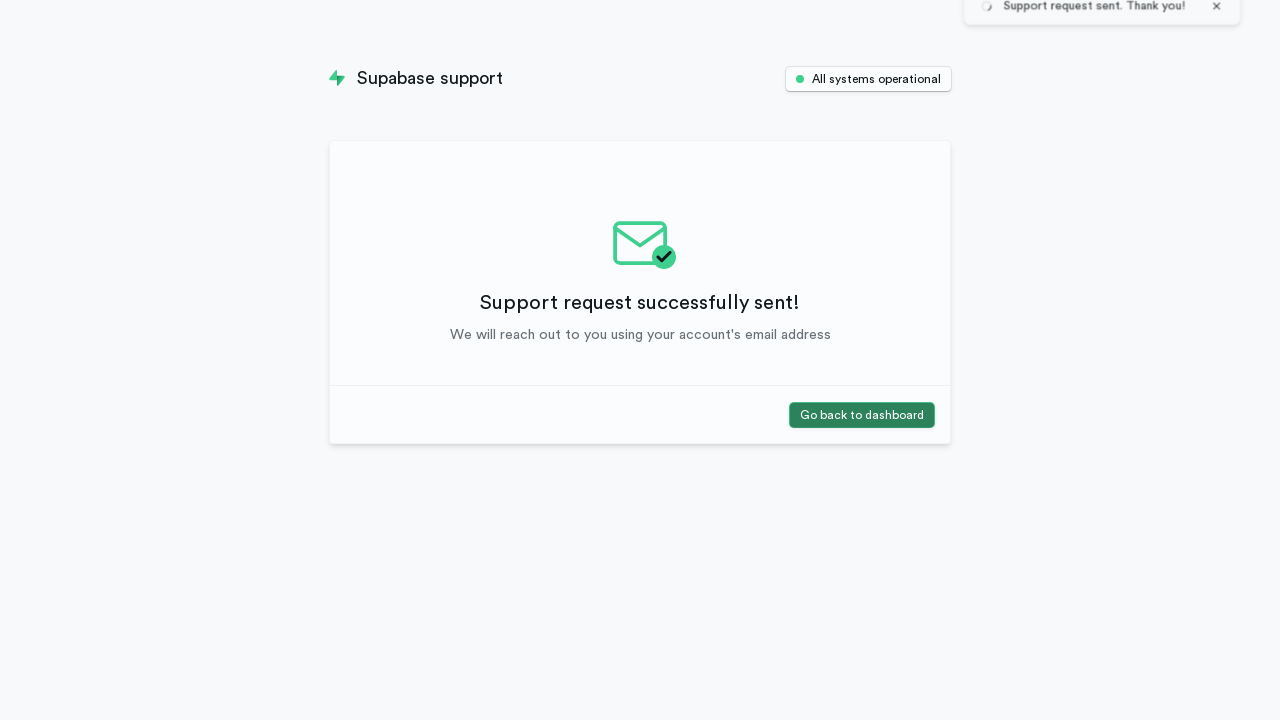 Support request sent. Thank you!
Supabase support
All systems operational
Support request successfully sent!
We will reach out to you using your account's email address
Go back to dashboard